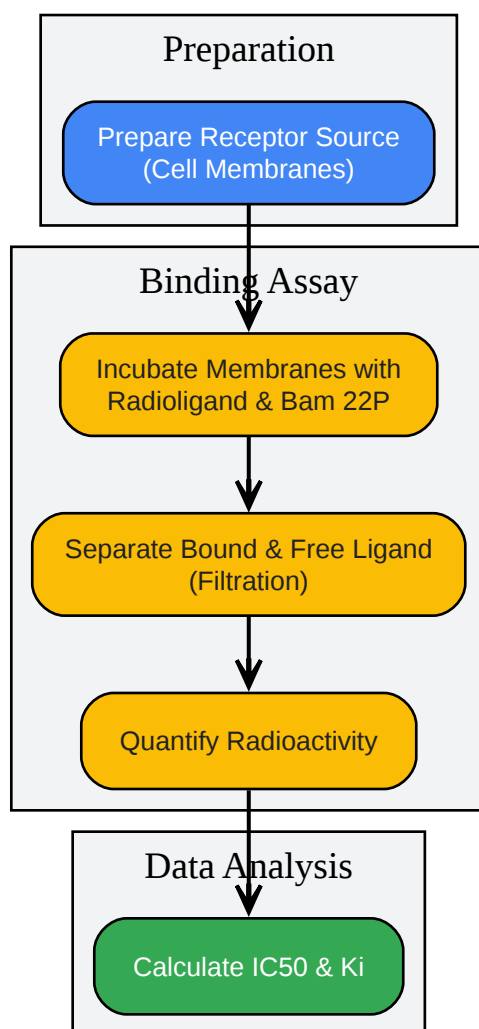 Preparation
Prepare Receptor Source
(Cell Membranes)
Binding Assay
Incubate Membranes with
Radioligand & Bam 22P
Separate Bound & Free Ligand
(Filtration)
Quantify Radioactivity
Data Analysis
Calculate IC50 & Ki